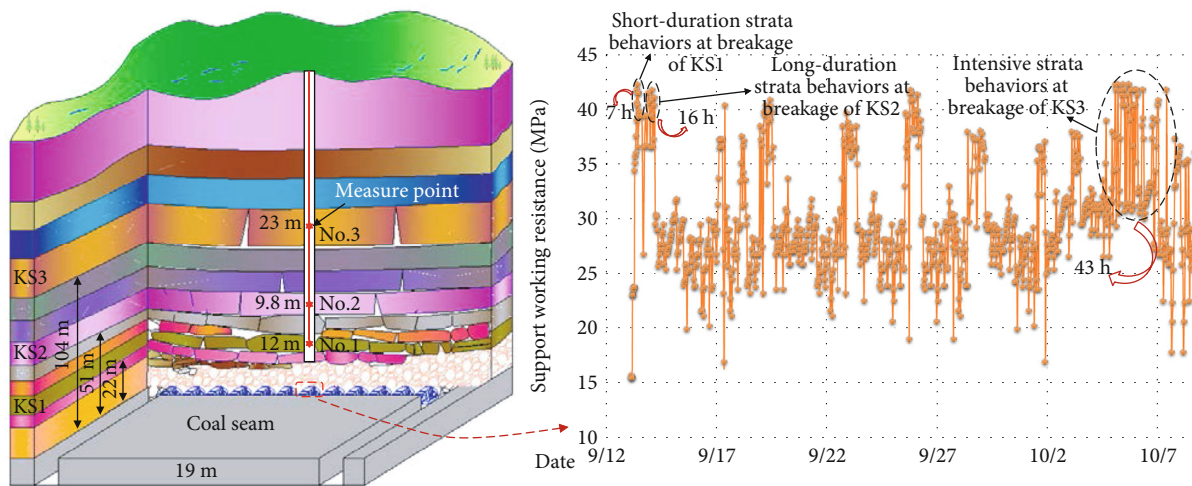 Measure point
23 m
No.3
KS3
9.8 m
No.2
104 m
KS2
51 m
12 m
No.1
22 m
KS1
Coal seam
19 m
Short-duration strata
behaviors at breakage
of KS1
Long-duration
strata behaviors at
breakage of KS2
Intensive strata
behaviors at
breakage of KS3
7 h
16 h
43 h
Support working resistance (MPa)
45
40
35
30
25
20
15
10
Date
9/12
9/17
9/22
9/27
10/2
10/7